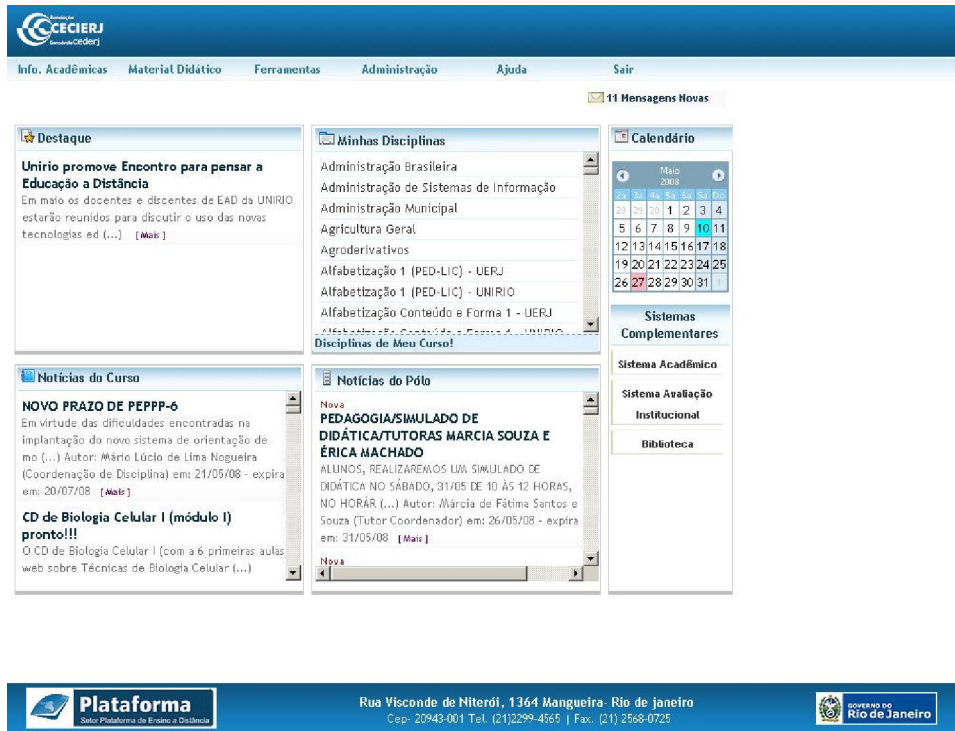 Fundação
CECIERJ
Consórcio cederj
Info. Acadêmicas Material Didático Ferramentas Administração Ajuda Sair
11 Mensagens Novas
Destaque
Unirio promove Encontro para pensar a
Educação a Distância
Em maio os docentes e discentes de EAD da UNIRIO
estarão reunidos para discutir o uso das novas
tecnologias ed (...) [Mais]
Minhas Disciplinas
Administração Brasileira
Administração de Sistemas de Informação
Administração Municipal
Agricultura Geral
Agroderivativos
Alfabetização 1 (PED-LIC) - UERJ
Alfabetização 1 (PED-LIC) - UNIRIO
Alfabetização Conteúdo e Forma 1 - UERJ
Alfabetização Conteúdo e Forma 1 - UNIRIO
Disciplinas de Meu Curso!
Calendário
Maio
2008
2a 3a 4a 5a 6a Sa Do
28 29 30 1 2 3 4
5 6 7 8 9 10 11
12 13 14 15 16 17 18
19 20 21 22 23 24 25
26 27 28 29 30 31 1
Sistemas
Complementares
Sistema Acadêmico
Sistema Avaliação
Institucional
Biblioteca
Notícias do Curso
NOVO PRAZO DE PEPPP-6
Em virtude das dificuldades encontradas na
implantação do novo sistema de orientação de
mo (...) Autor: Mário Lúcio de Lima Nogueira
(Coordenação de Disciplina) em: 21/05/08 - expira
em: 20/07/08 [Mais]
CD de Biologia Celular I (módulo I)
pronto!!!
O CD de Biologia Celular I (com a 6 primeiras aulas
web sobre Técnicas de Biologia Celular (...)
Notícias do Pólo
Nova
PEDAGOGIA/SIMULADO DE
DIDÁTICA/TUTORAS MARCIA SOUZA E
ÉRICA MACHADO
ALUNOS, REALIZAREMOS UM SIMULADO DE
DIDÁTICA NO SÁBADO, 31/05 DE 10 ÀS 12 HORAS,
NO HORÁR (...) Autor: Márcia de Fátima Santos e
Souza (Tutor Coordenador) em: 26/05/08 - expira
em: 31/05/08 [Mais]
Nova
Plataforma
Setor Plataforma de Ensino a Distância
Rua Visconde de Niterói, 1364 Mangueira- Rio de janeiro
Cep- 20943-001 Tel. (21)2299-4565 | Fax. (21) 2568-0725
GOVERNO DO
Rio de Janeiro